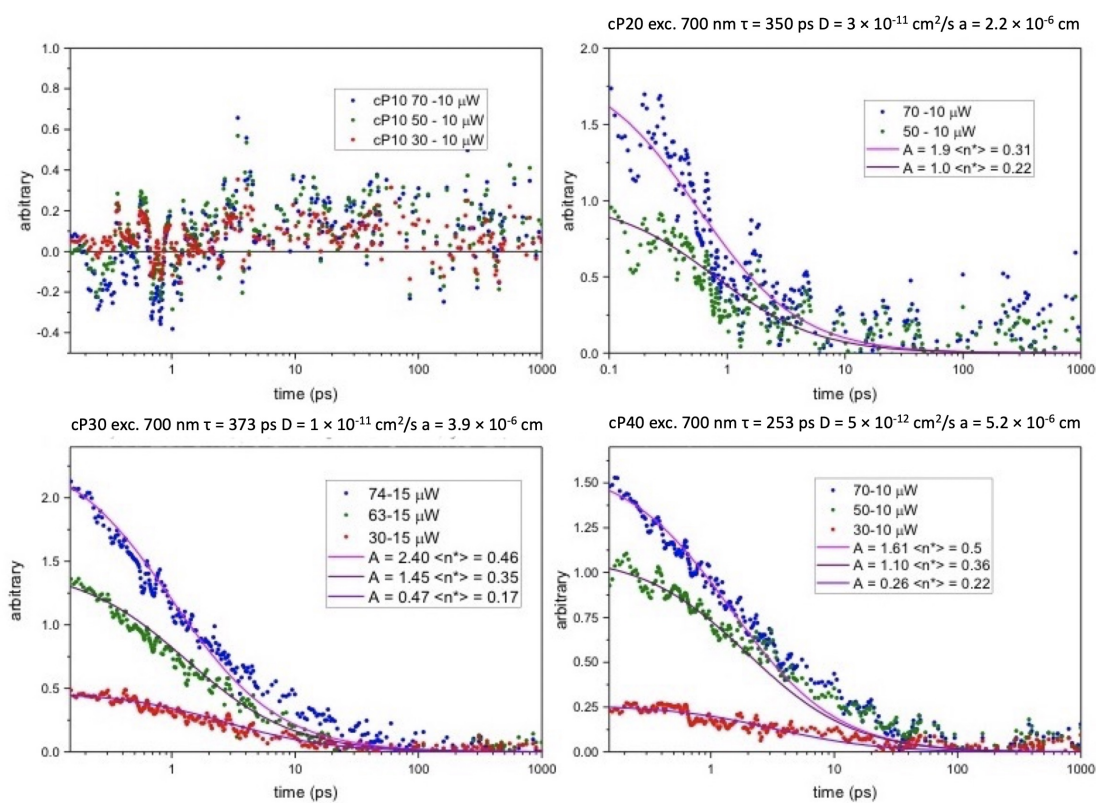 cP20 exc. 700 nm τ = 350 ps D = 3 × 10⁻¹¹ cm²/s a = 2.2 × 10⁻⁶ cm
1.0
0.8
0.6
0.4
0.2
0.0
-0.2
-0.4
arbitrary
cP10 70 -10 μW
cP10 50 - 10 μW
cP10 30 - 10 μW
1
10
100
1000
time (ps)
2.0
1.5
1.0
0.5
0.0
arbitrary
70 -10 μW
50 - 10 μW
A = 1.9 <n*> = 0.31
A = 1.0 <n*> = 0.22
0.1
1
10
100
1000
time (ps)
cP30 exc. 700 nm τ = 373 ps D = 1 × 10⁻¹¹ cm²/s a = 3.9 × 10⁻⁶ cm
2.0
1.5
1.0
0.5
0.0
arbitrary
74-15 μW
63-15 μW
30-15 μW
A = 2.40 <n*> = 0.46
A = 1.45 <n*> = 0.35
A = 0.47 <n*> = 0.17
1
10
100
1000
time (ps)
cP40 exc. 700 nm τ = 253 ps D = 5 × 10⁻¹² cm²/s a = 5.2 × 10⁻⁶ cm
1.50
1.25
1.00
0.75
0.50
0.25
0.00
arbitrary
70-10 μW
50-10 μW
30-10 μW
A = 1.61 <n*> = 0.5
A = 1.10 <n*> = 0.36
A = 0.26 <n*> = 0.22
1
10
100
1000
time (ps)